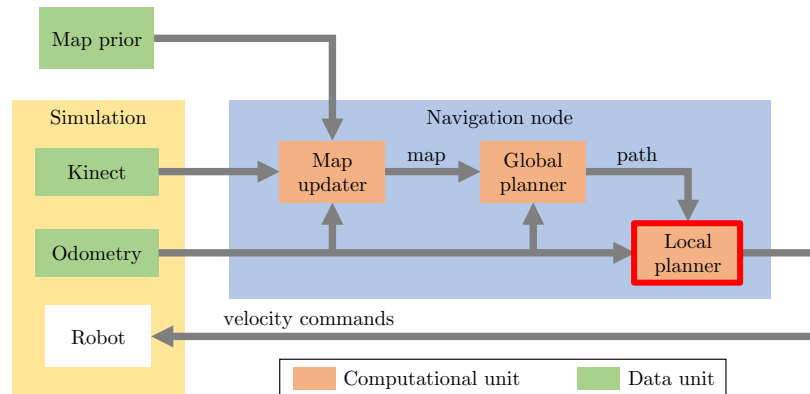 Map prior
Simulation
Navigation node
Kinect
Map
updater
map
Global
planner
path
Odometry
Local
planner
Robot
velocity commands
Computational unit
Data unit